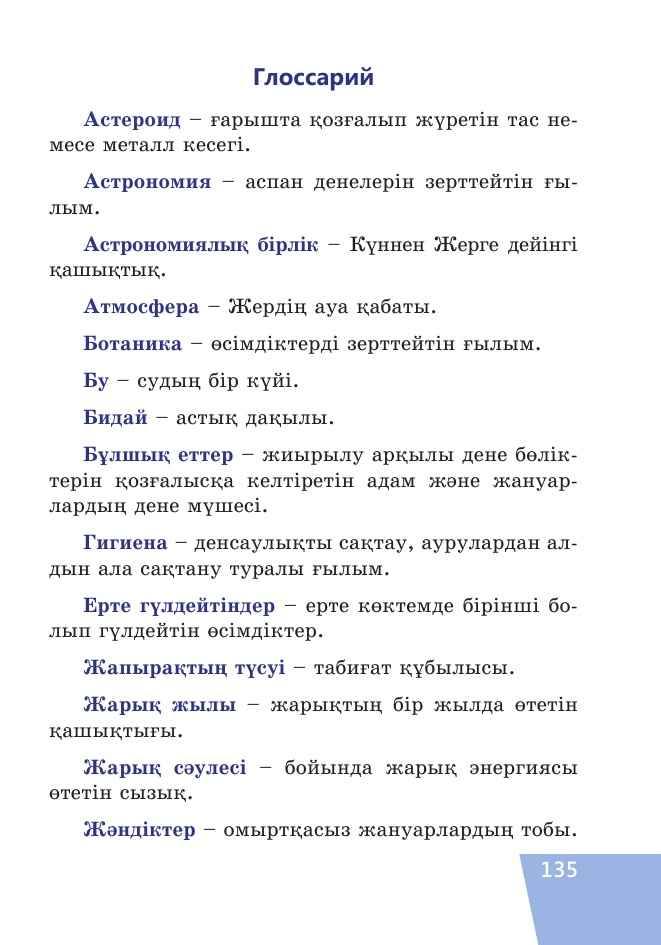 Глоссарий
Астероид – ғарышта қозғалып жүретін тас не-
месе металл кесегі.
Астрономия – аспан денелерін зерттейтін ғы-
лым.
Астрономиялық бірлік – Күннен Жерге дейінгі
қашықтық.
Атмосфера – Жердің ауа қабаты.
Ботаника – өсімдіктерді зерттейтін ғылым.
Бу – судың бір күйі.
Бидай – астық дақылы.
Бұлшық еттер – жиырылу арқылы дене бөлік-
терін қозғалысқа келтіретін адам және жануар-
лардың дене мүшесі.
Гигиена – денсаулықты сақтау, аурулардан ал-
дын ала сақтану туралы ғылым.
Ерте гүлдейтіндер – ерте көктемде бірінші бо-
лып гүлдейтін өсімдіктер.
Жапырақтың түсуі – табиғат құбылысы.
Жарық жылы – жарықтың бір жылда өтетін
қашықтығы.
Жарық сәулесі – бойында жарық энергиясы
өтетін сызық.
Жәндіктер – омыртқасыз жануарлардың тобы.
135